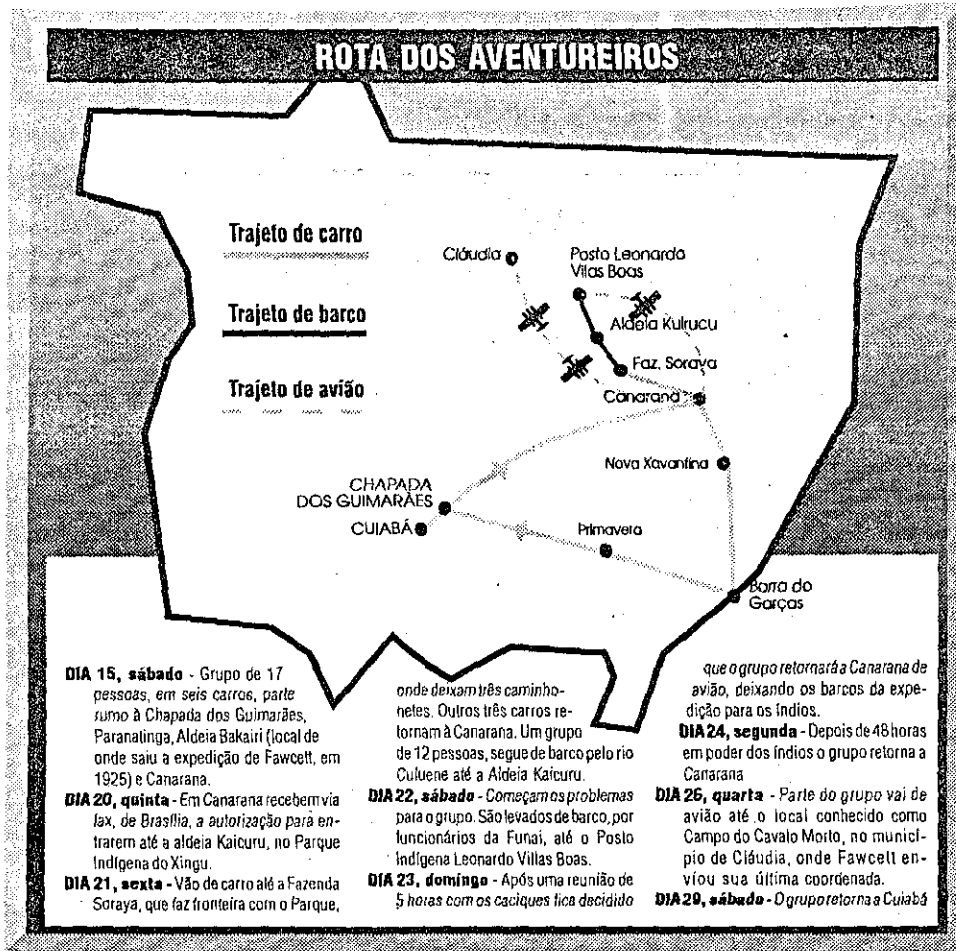 ROTA DOS AVENTUREIROS
Trajeto de carro
Trajeto de barco
Trajeto de avião
Cláudia
Posto Leonardo
Vilas Boas
Aldeia Kuirucu
Faz. Soraya
Canarana
Nova Xavantina
CHAPADA
DOS GUIMARÃES
CUIABÁ
Primavera
Barra do
Garças
DIA 15, sábado - Grupo de 17
pessoas, em seis carros, parte
rumo à Chapada dos Guimarães,
Paranatinga, Aldeia Bakairi (local de
onde saiu a expedição de Fawcett, em
1925) e Canarana.
DIA 20, quinta - Em Canarana recebem via
fax, de Brasília, a autorização para en-
trarem até a aldeia Kaicuru, no Parque
Indígena do Xingu.
DIA 21, sexta - Vão de carro até a Fazenda
Soraya, que faz fronteira com o Parque,
onde deixam três caminho-
netes. Outros três carros re-
tornam à Canarana. Um grupo
de 12 pessoas, segue de barco pelo rio
Culuene até a Aldeia Kaicuru.
DIA 22, sábado - Começam os problemas
para o grupo. São levados de barco, por
funcionários da Funai, até o Posto
Indígena Leonardo Villas Boas.
DIA 23, domingo - Após uma reunião de
5 horas com os caciques fica decidido
que o grupo retornará a Canarana de
avião, deixando os barcos da expe-
dição para os índios.
DIA 24, segunda - Depois de 48 horas
em poder dos índios o grupo retorna a
Canarana
DIA 26, quarta - Parte do grupo vai de
avião até o local conhecido como
Campo do Cavalo Morto, no municí-
pio de Cláudia, onde Fawcett en-
viou sua última coordenada.
DIA 29, sábado - O grupo retorna a Cuiabá